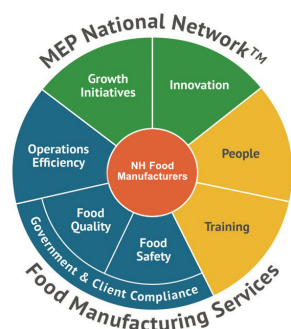 MEP National Network™
Growth
Initiatives
Innovation
Operations
Efficiency
NH Food
Manufacturers
People
Food
Quality
Food
Safety
Training
Government & Client Compliance
Food Manufacturing Services